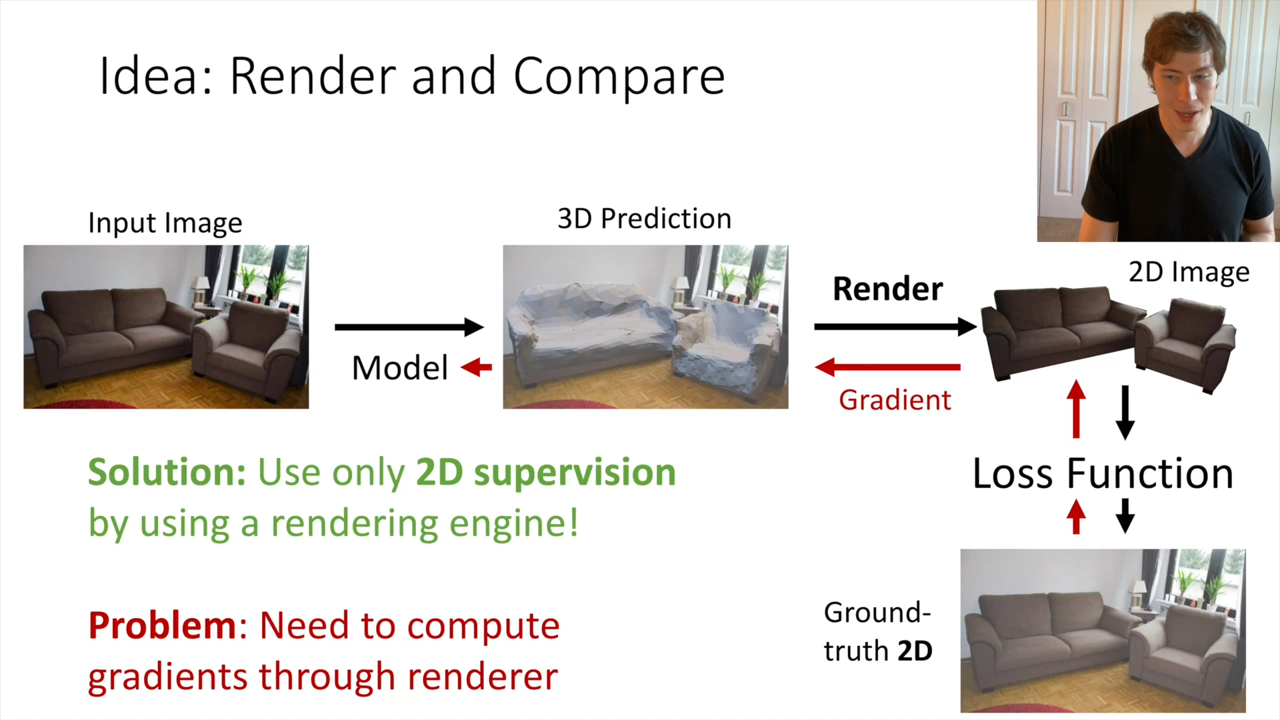 Idea: Render and Compare
Input Image
3D Prediction
2D Image
Render
Model
Gradient
Loss Function
Solution: Use only 2D supervision
by using a rendering engine!
Ground-
truth 2D
Problem: Need to compute
gradients through renderer